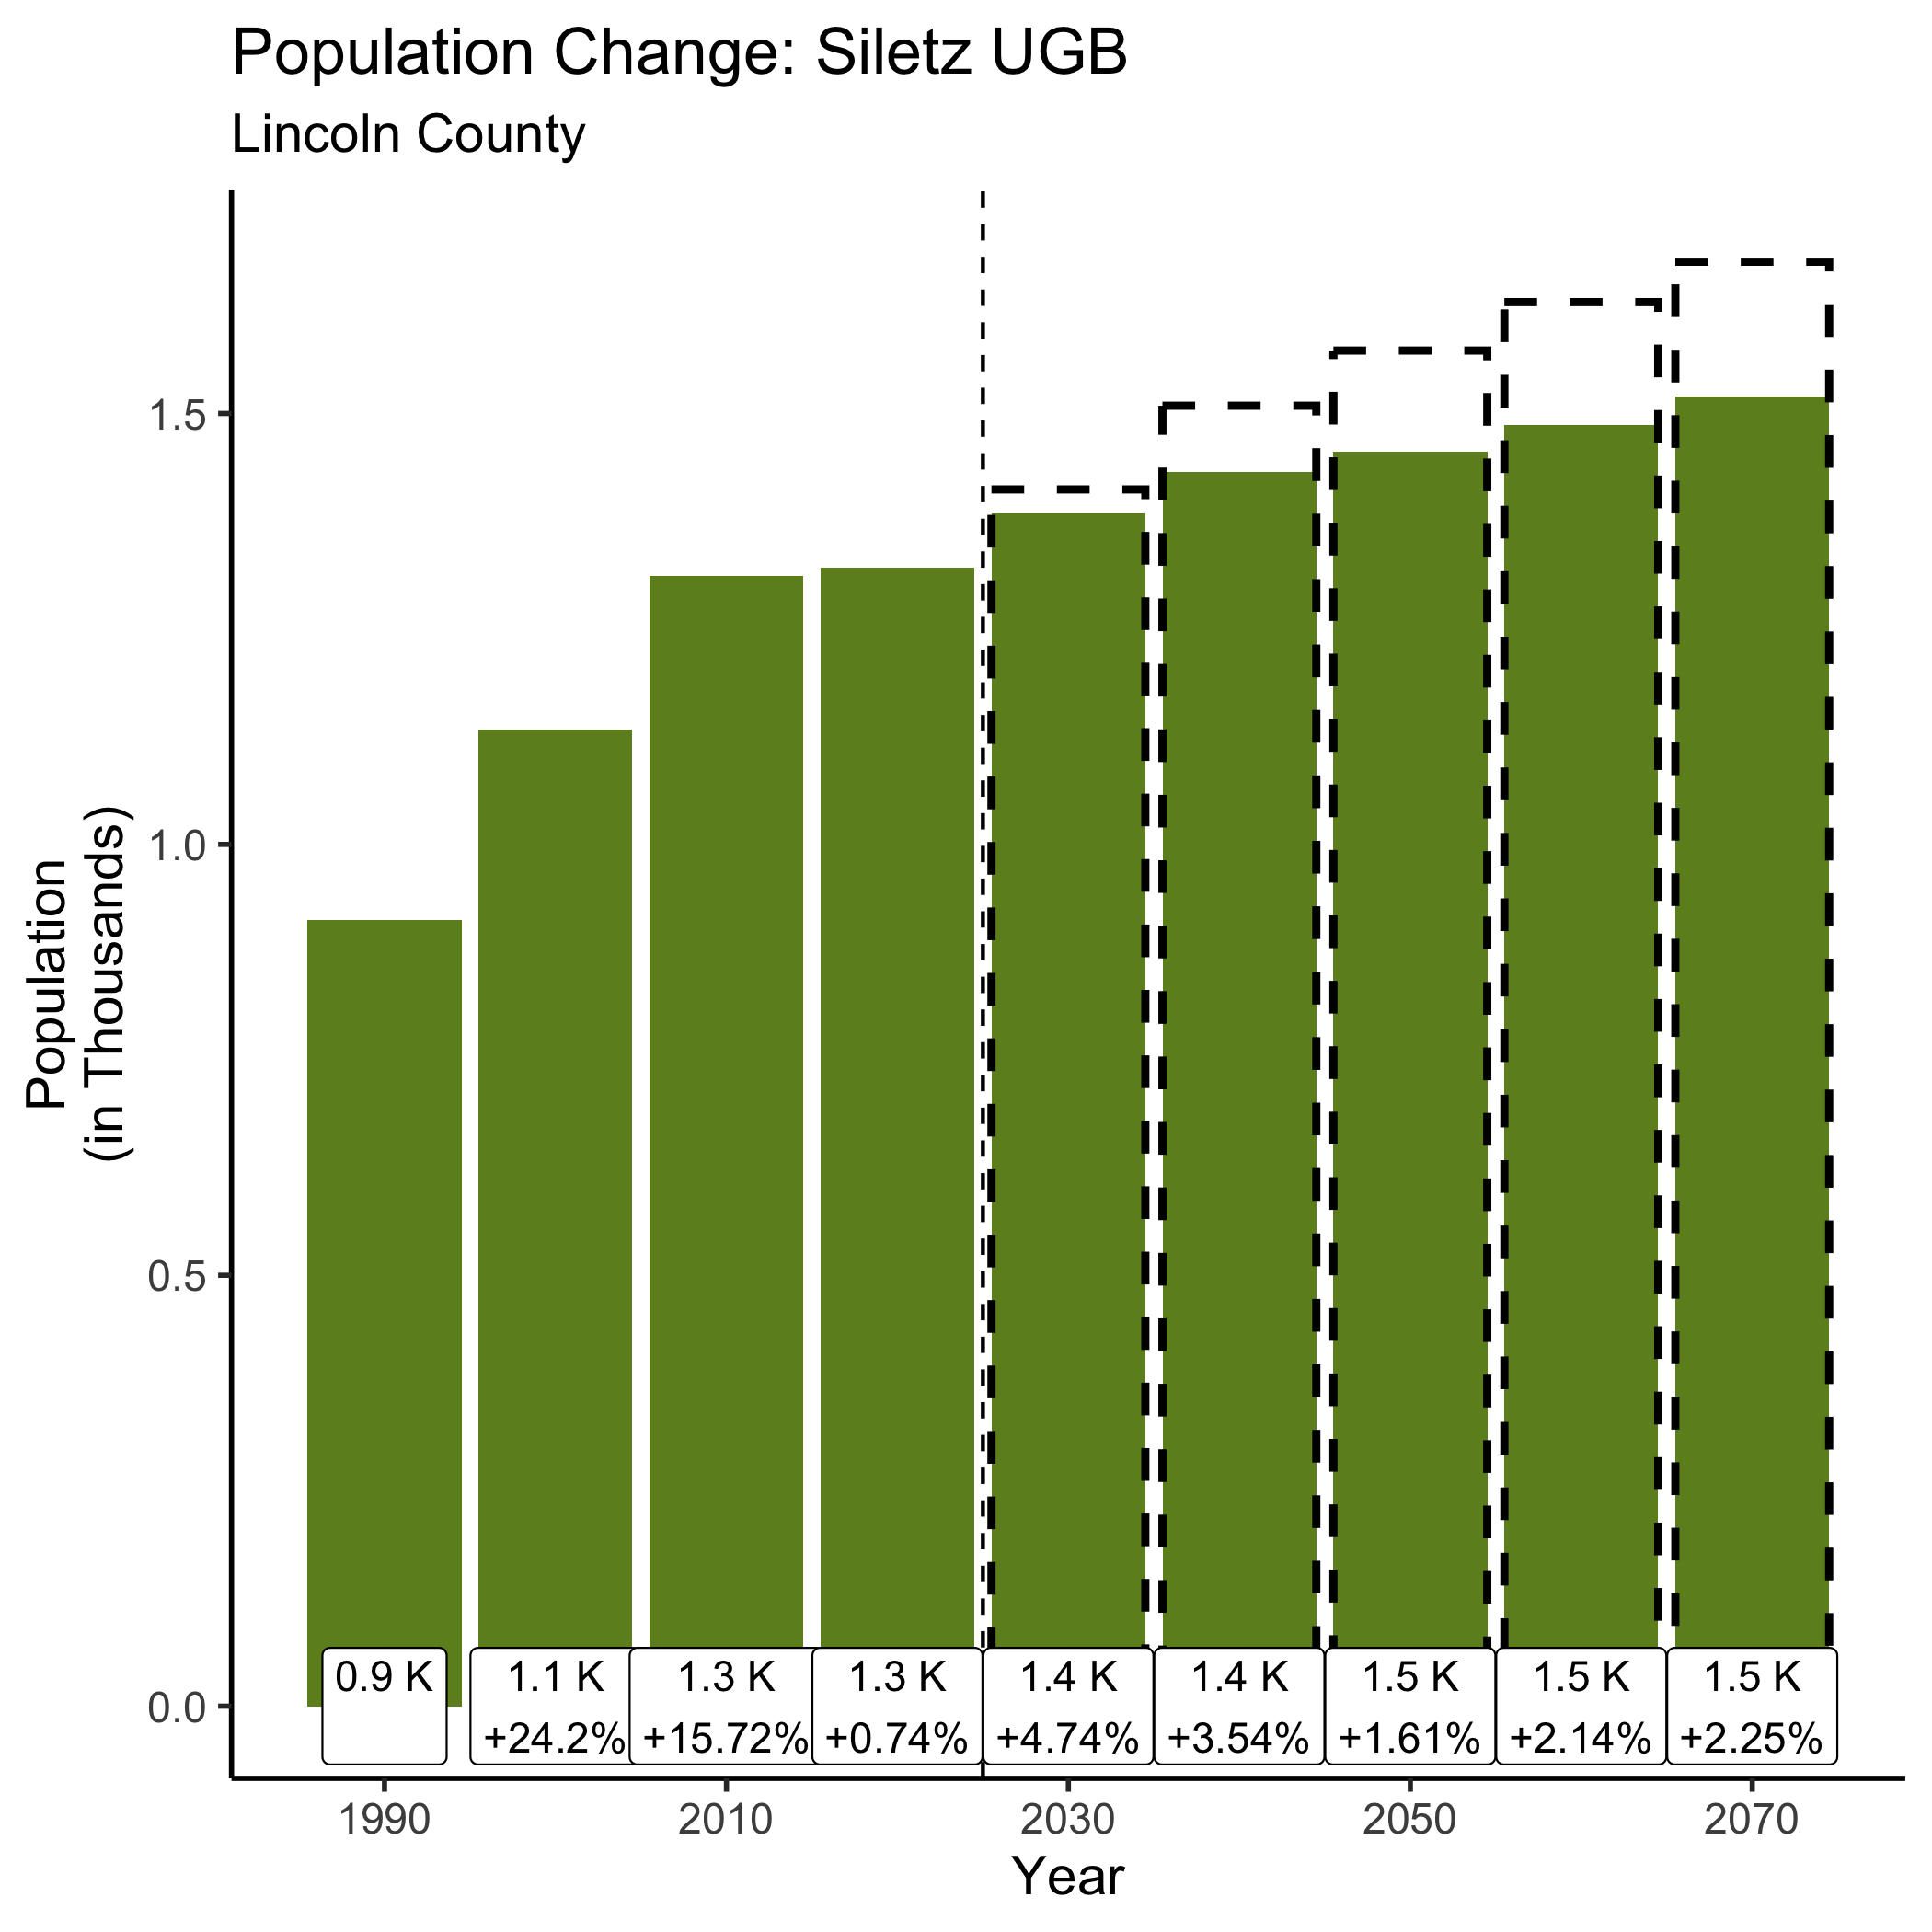 Population Change: Siletz UGB
Lincoln County
Population
(in Thousands)
1.5
1.0
0.5
0.0
0.9 K
1.1 K
+24.2%
1.3 K
+15.72%
1.3 K
+0.74%
1.4 K
+4.74%
1.4 K
+3.54%
1.5 K
+1.61%
1.5 K
+2.14%
1.5 K
+2.25%
1990
2010
2030
2050
2070
Year